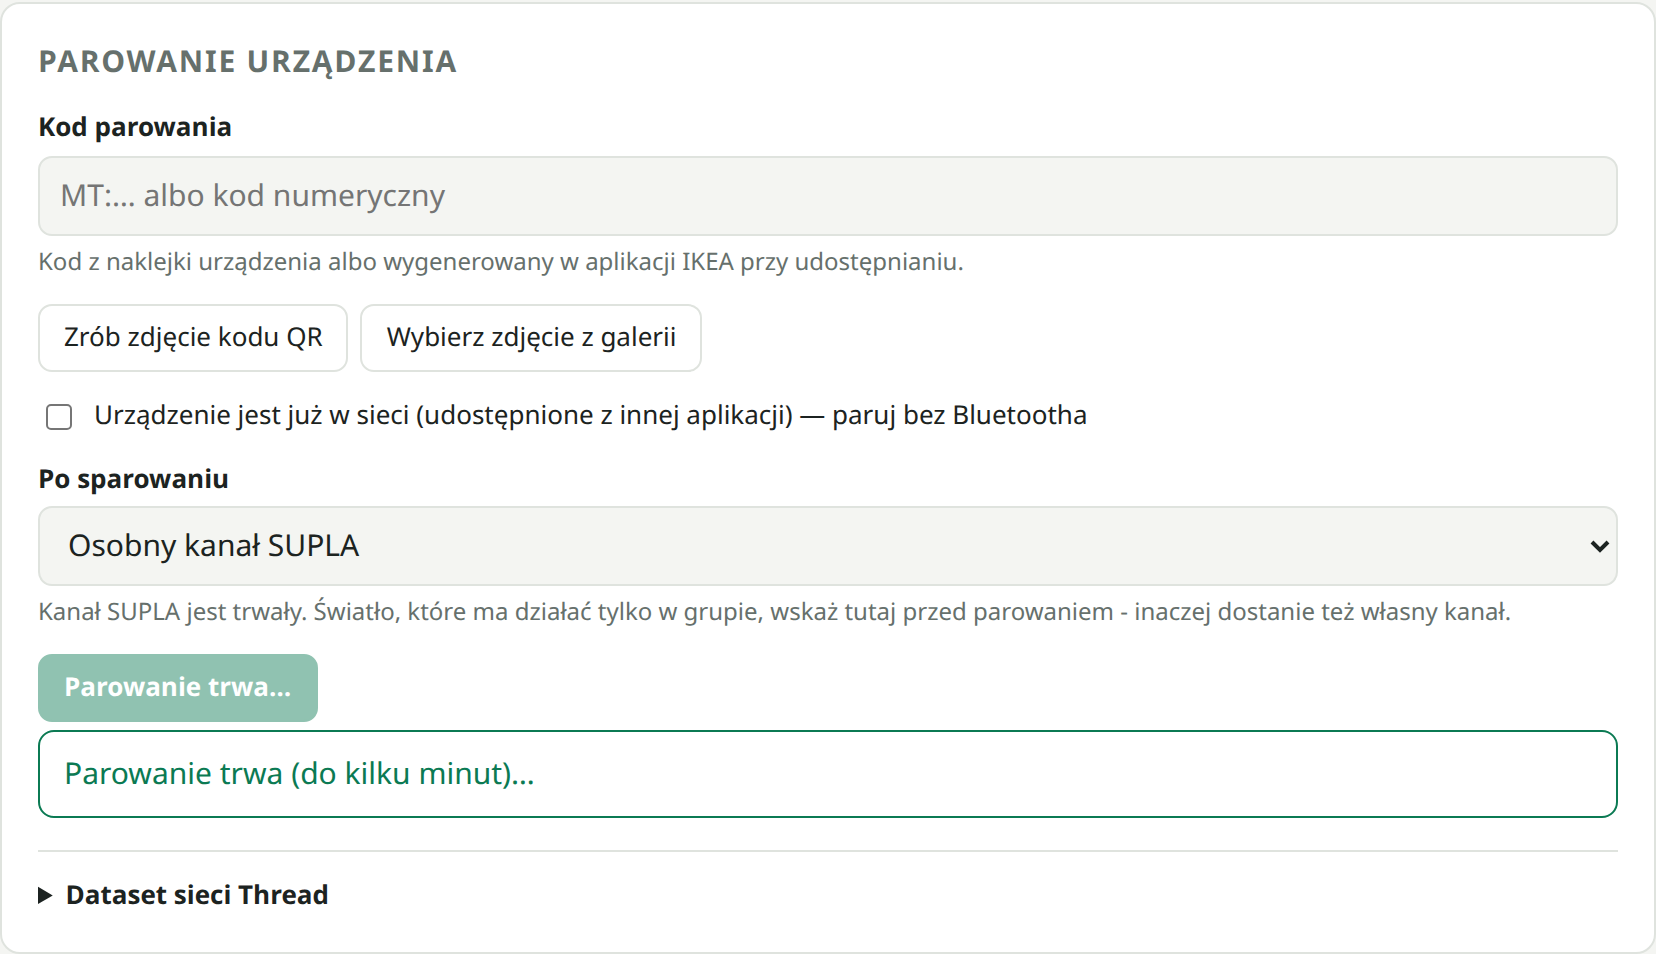 PAROWANIE URZĄDZENIA
Kod parowania
MT:... albo kod numeryczny
Kod z naklejki urządzenia albo wygenerowany w aplikacji IKEA przy udostępnianiu.
Zrób zdjęcie kodu QR
Wybierz zdjęcie z galerii
Urządzenie jest już w sieci (udostępnione z innej aplikacji) — paruj bez Bluetootha
Po sparowaniu
Osobny kanał SUPLA
Kanał SUPLA jest trwały. Światło, które ma działać tylko w grupie, wskaż tutaj przed parowaniem - inaczej dostanie też własny kanał.
Parowanie trwa...
Parowanie trwa (do kilku minut)...
Dataset sieci Thread